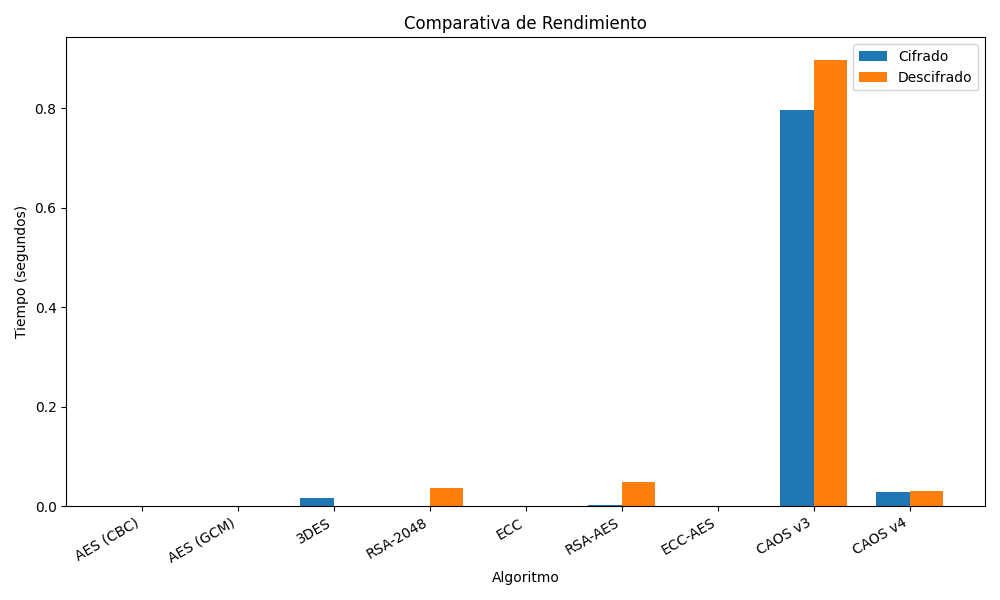 Comparativa de Rendimiento
Cifrado
Descifrado
Tiempo (segundos)
0.8
0.6
0.4
0.2
0.0
AES (CBC)
AES (GCM)
3DES
RSA-2048
ECC
RSA-AES
ECC-AES
CAOS v3
CAOS v4
Algoritmo